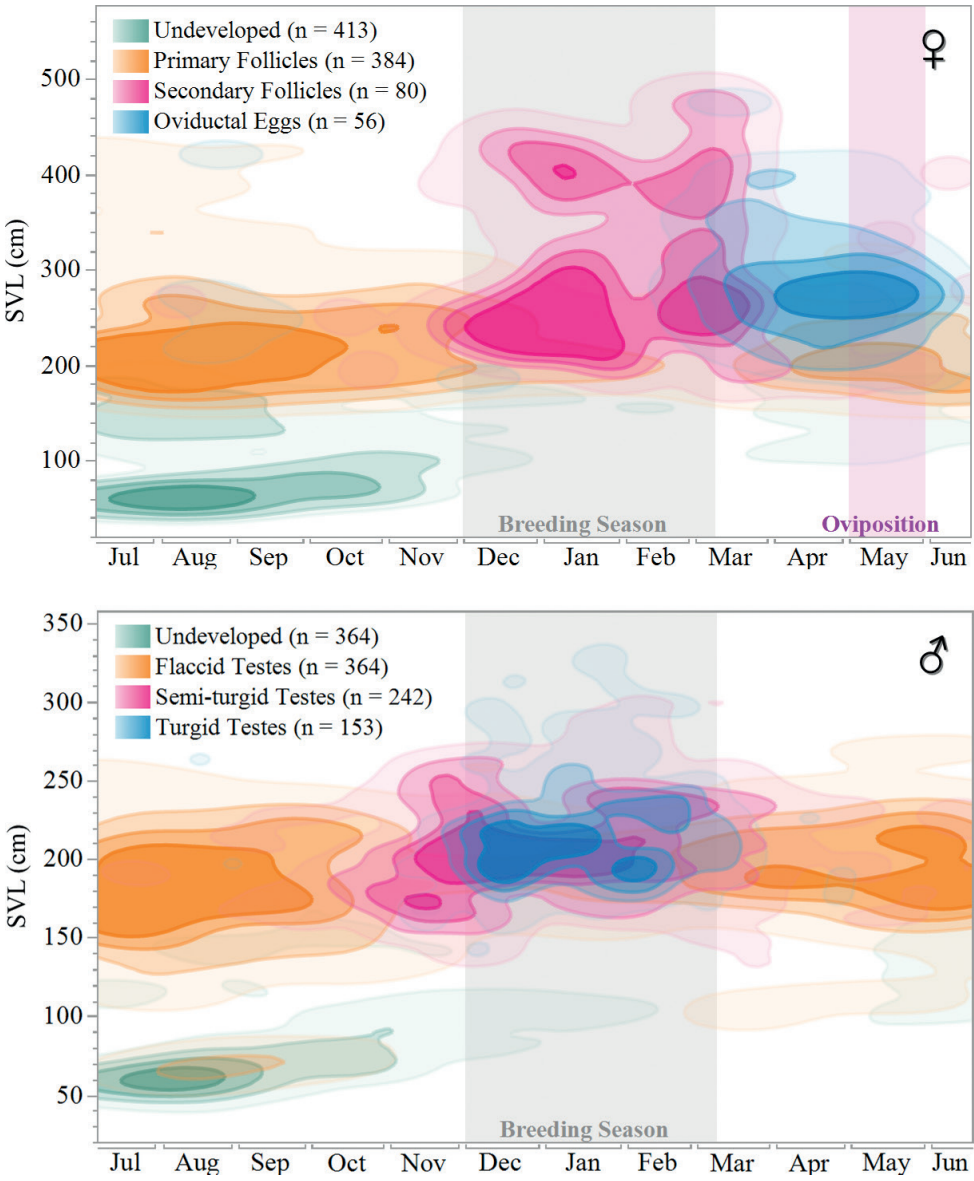 Undeveloped (n = 413)
Primary Follicles (n = 384)
Secondary Follicles (n = 80)
Oviductal Eggs (n = 56)
♀
500
400
300
200
100
SVL (cm)
Breeding Season
Oviposition
Jul Aug Sep Oct Nov Dec Jan Feb Mar Apr May Jun
Undeveloped (n = 364)
Flaccid Testes (n = 364)
Semi-turgid Testes (n = 242)
Turgid Testes (n = 153)
♂
350
300
250
200
150
100
50
SVL (cm)
Breeding Season
Jul Aug Sep Oct Nov Dec Jan Feb Mar Apr May Jun